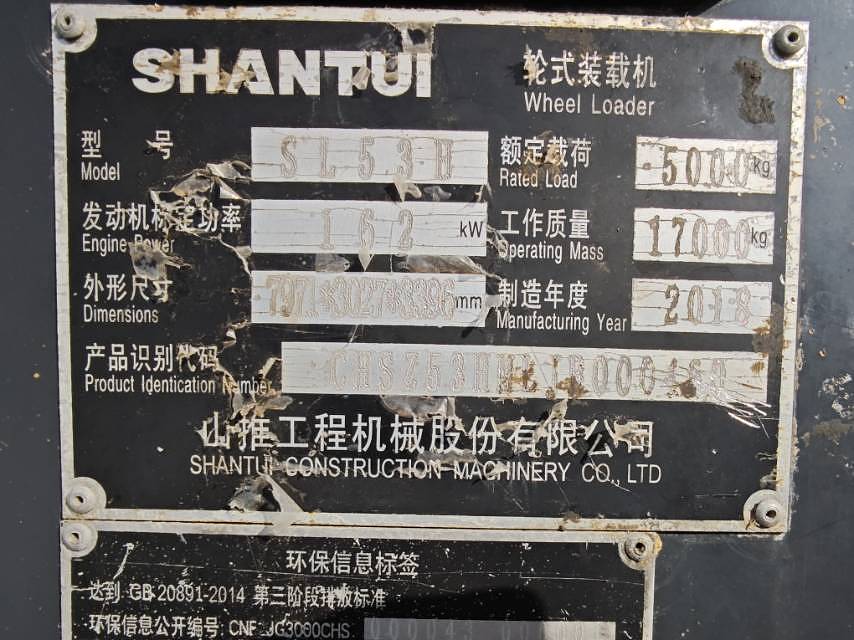 SHANTUI
轮式装载机
Wheel Loader
型 号 SL53H 额定载荷 5000 kg
Model Rated Load
发动机标定功率 162 kW 工作质量 17000 kg
Engine Power Operating Mass
外形尺寸 7971*3027*3396 mm 制造年度 2018
Dimensions Manufacturing Year
产品识别代码
Product Identication Number
山推工程机械股份有限公司
SHANTUI CONSTRUCTION MACHINERY CO., LTD
环保信息标签
达到 GB 20891-2014 第三阶段排放标准
环保信息公开编号: CNF JG3000CHS